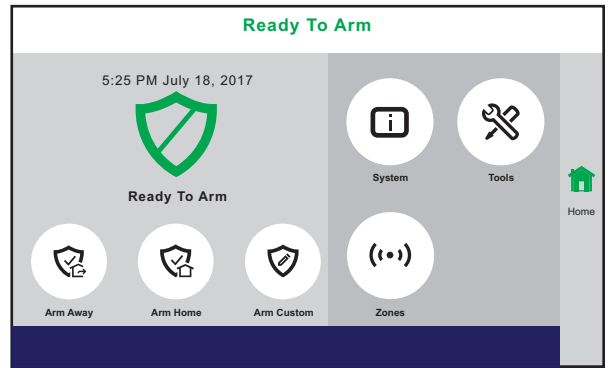 Ready To Arm
5:25 PM July 18, 2017
Ready To Arm
Arm Away
Arm Home
Arm Custom
System
Tools
Zones
Home